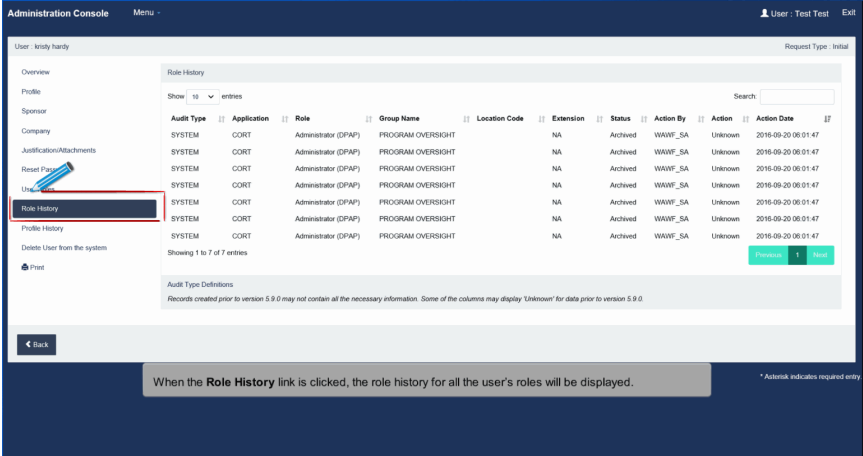 Administration Console Menu User : Test Test Exit
User : kristy hardy Request Type : Initial
Overview
Profile
Sponsor
Company
Justification/Attachments
Reset
Role History
Profile History
Delete User from the system
Print
Role History
Show 10 entries Search:
Audit Type Application Role Group Name Location Code Extension Status Action By Action Action Date
SYSTEM CORT Administrator (DPAP) PROGRAM OVERSIGHT NA Archived WAWF_SA Unknown 2016-09-20 06:01:47
SYSTEM CORT Administrator (DPAP) PROGRAM OVERSIGHT NA Archived WAWF_SA Unknown 2016-09-20 06:01:47
SYSTEM CORT Administrator (DPAP) PROGRAM OVERSIGHT NA Archived WAWF_SA Unknown 2016-09-20 06:01:47
SYSTEM CORT Administrator (DPAP) PROGRAM OVERSIGHT NA Archived WAWF_SA Unknown 2016-09-20 06:01:47
SYSTEM CORT Administrator (DPAP) PROGRAM OVERSIGHT NA Archived WAWF_SA Unknown 2016-09-20 06:01:47
SYSTEM CORT Administrator (DPAP) PROGRAM OVERSIGHT NA Archived WAWF_SA Unknown 2016-09-20 06:01:47
SYSTEM CORT Administrator (DPAP) PROGRAM OVERSIGHT NA Archived WAWF_SA Unknown 2016-09-20 06:01:47
Showing 1 to 7 of 7 entries Previous 1 Next
Audit Type Definitions
Records created prior to version 5.9.0 may not contain all the necessary information. Some of the columns may display 'Unknown' for data prior to version 5.9.0.
Back
When the Role History link is clicked, the role history for all the user's roles will be displayed.
* Asterisk indicates required entry.